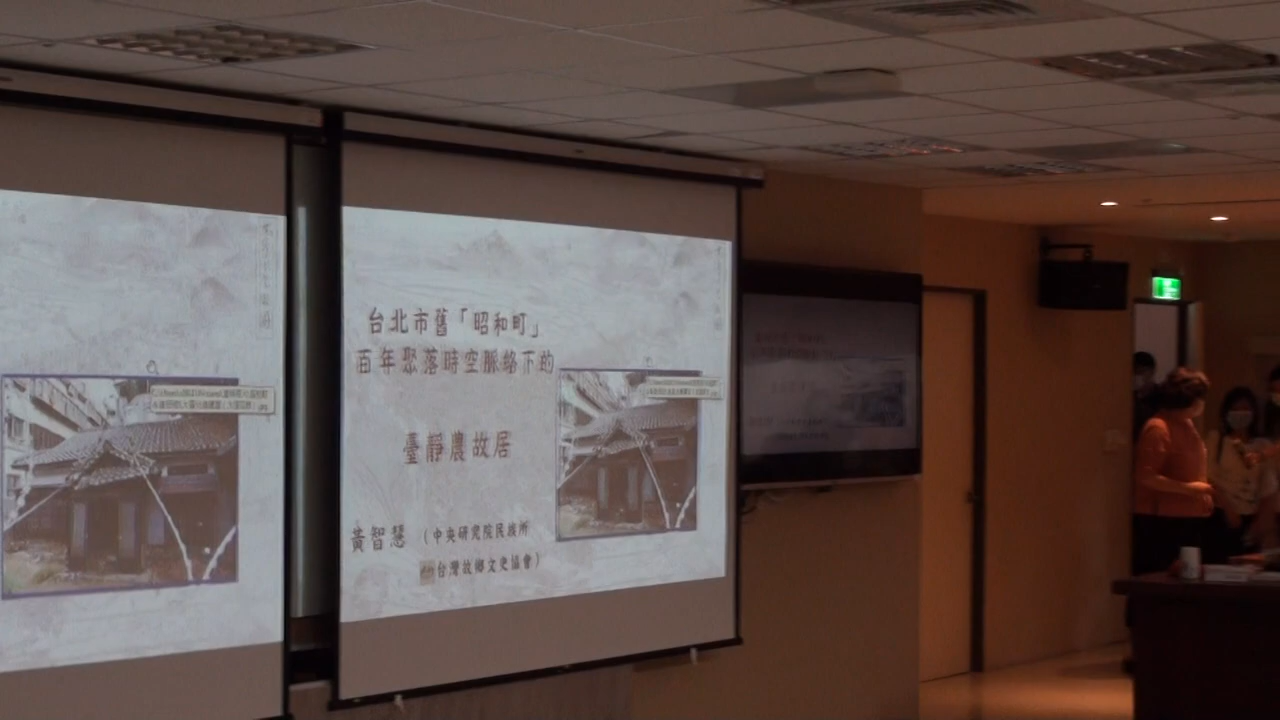 台北市舊「昭和町」
百年聚落時空脈絡下的
臺靜農故居
黃智慧 （中央研究院民族所
台灣故鄉文史協會）